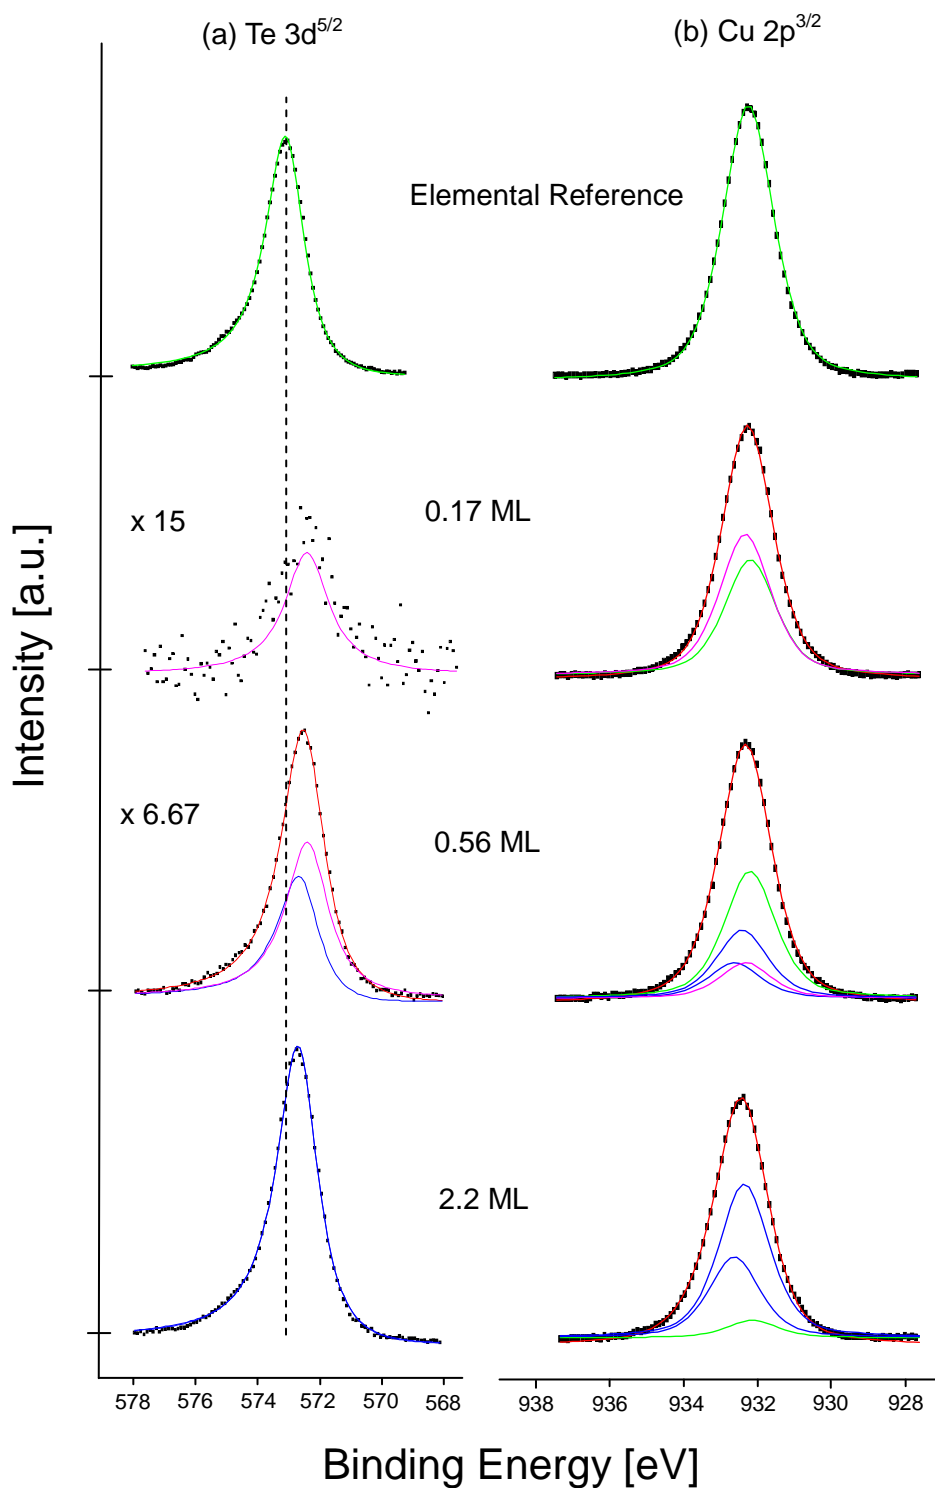 (a) Te 3d5/2
(b) Cu 2p3/2
Elemental Reference
x 15
0.17 ML
x 6.67
0.56 ML
2.2 ML
Intensity [a.u.]
578 576 574 572 570 568
938 936 934 932 930 928
Binding Energy [eV]